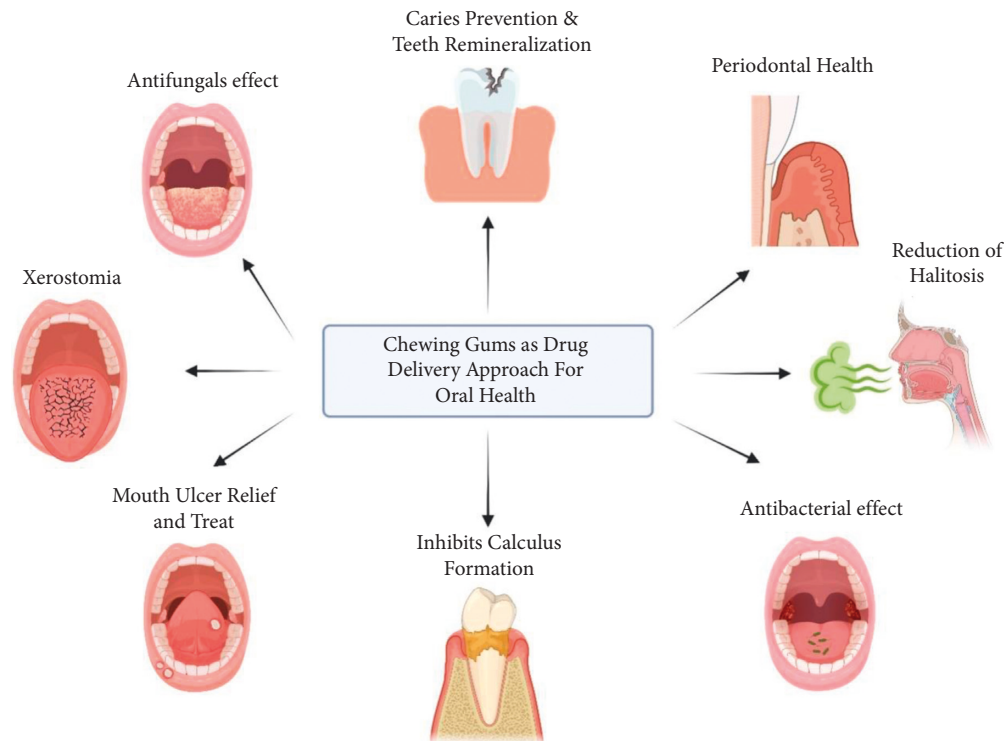 Caries Prevention &
Teeth Remineralization
Antifungals effect
Periodontal Health
Xerostomia
Reduction of
Halitosis
Chewing Gums as Drug
Delivery Approach For
Oral Health
Mouth Ulcer Relief
and Treat
Inhibits Calculus
Formation
Antibacterial effect